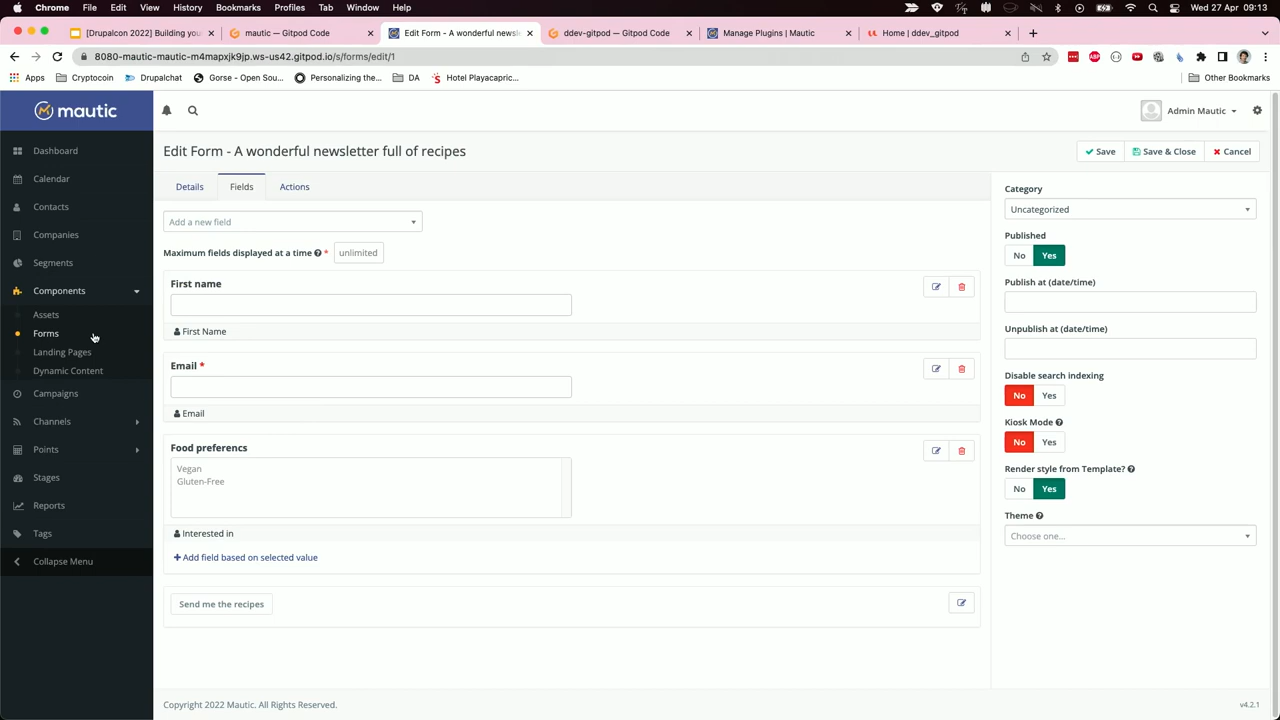 Chrome File Edit View History Bookmarks Profiles Tab Window Help Wed 27 Apr 09:13
[Drupalcon 2022] Building you
mautic — Gitpod Code
Edit Form - A wonderful newsle
ddev-gitpod — Gitpod Code
Manage Plugins | Mautic
Home | ddev_gitpod
8080-mautic-mautic-m4mapxjk9jp.ws-us42.gitpod.io/s/forms/edit/1
Apps Cryptocoin Drupalchat Gorse - Open Sou... Personalizing the... DA Hotel Playacapric... Other Bookmarks
mautic
Admin Mautic
Dashboard
Calendar
Contacts
Companies
Segments
Components
Assets
Forms
Landing Pages
Dynamic Content
Campaigns
Channels
Points
Stages
Reports
Tags
Collapse Menu
Edit Form - A wonderful newsletter full of recipes
Save Save & Close Cancel
Details Fields Actions
Add a new field
Maximum fields displayed at a time * unlimited
First name
First Name
Email *
Email
Food preferencs
Vegan
Gluten-Free
Interested in
+ Add field based on selected value
Send me the recipes
Category
Uncategorized
Published
No Yes
Publish at (date/time)
Unpublish at (date/time)
Disable search indexing
No Yes
Kiosk Mode
No Yes
Render style from Template?
No Yes
Theme
Choose one...
Copyright 2022 Mautic. All Rights Reserved.
v4.2.1